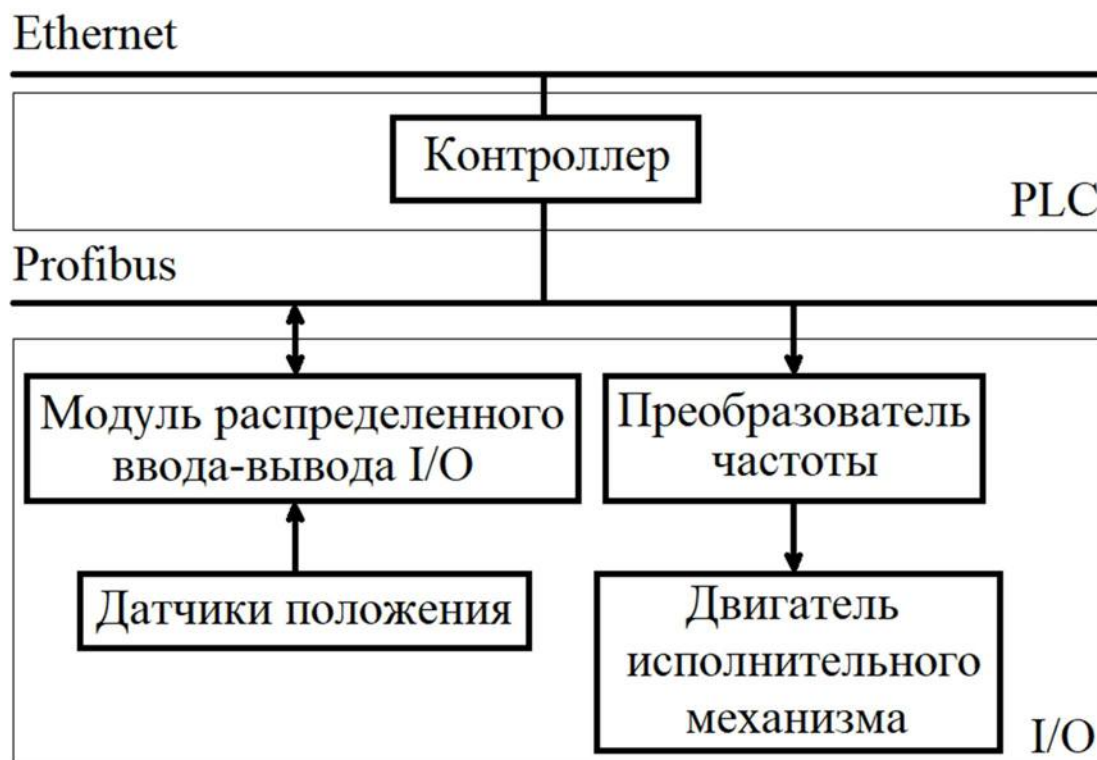 Ethernet
Контроллер
PLC
Profibus
Модуль распределенного
ввода-вывода I/O
Преобразователь
частоты
Датчики положения
Двигатель
исполнительного
механизма
I/O